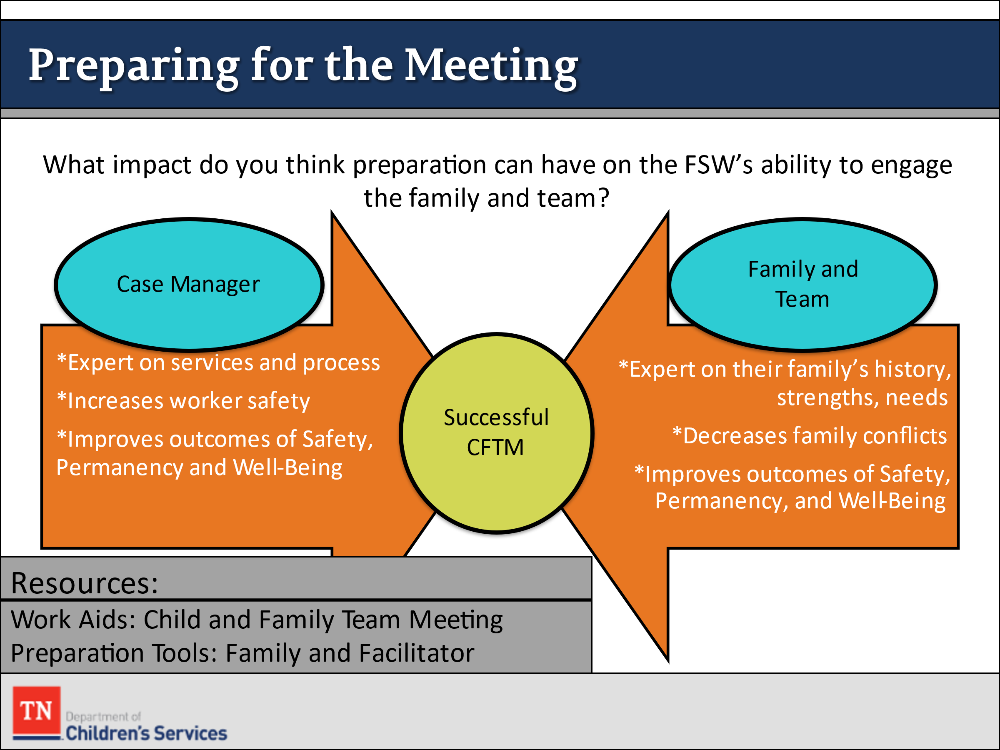 Preparing for the Meeting
What impact do you think preparation can have on the FSW’s ability to engage
the family and team?
Case Manager
*Expert on services and process
*Increases worker safety
*Improves outcomes of Safety,
Permanency and Well-Being
Successful
CFTM
Family and
Team
*Expert on their family’s history,
strengths, needs
*Decreases family conflicts
*Improves outcomes of Safety,
Permanency, and Well-Being
Resources:
Work Aids: Child and Family Team Meeting
Preparation Tools: Family and Facilitator
TN
Department of
Children's Services